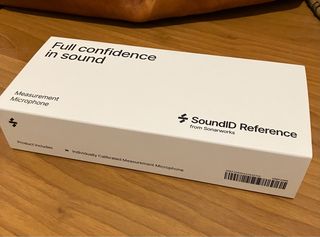 Full confidence
in sound
Measurement
Microphone
SoundID Reference
from Sonarworks
Product includes
Individually Calibrated Measurement Microphone